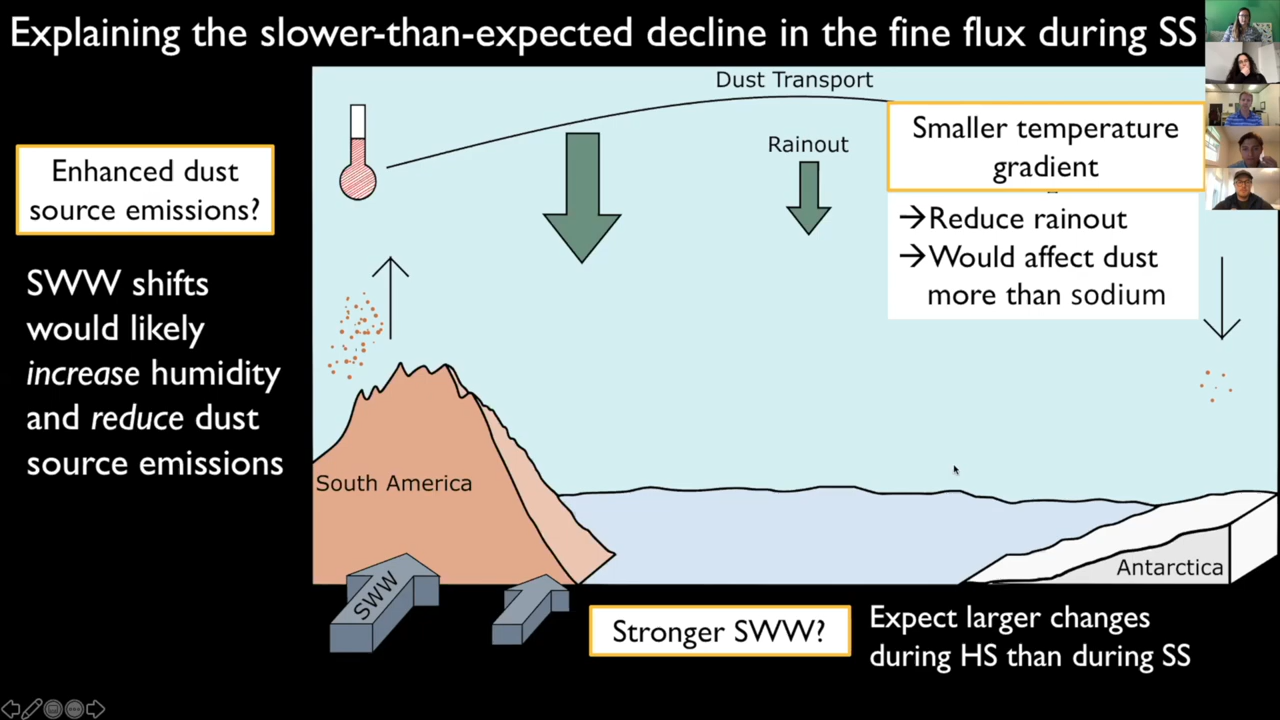 Explaining the slower-than-expected decline in the fine flux during SS
Dust Transport
Enhanced dust
source emissions?
Rainout
Smaller temperature
gradient
→Reduce rainout
→Would affect dust
more than sodium
SWW shifts
would likely
increase humidity
and reduce dust
source emissions
South America
Antarctica
SWW
Stronger SWW?
Expect larger changes
during HS than during SS